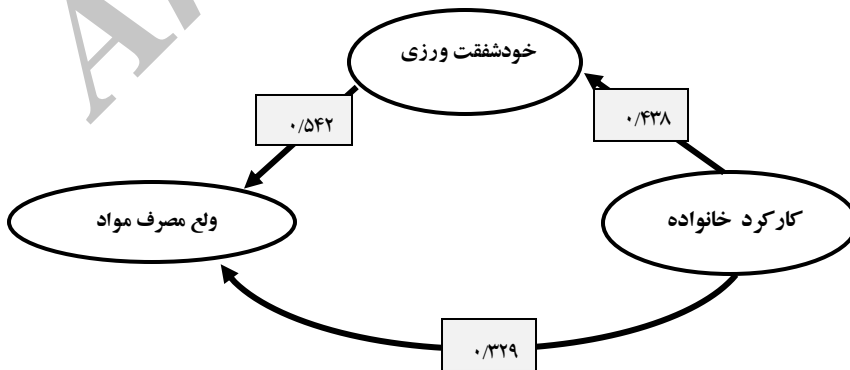 خودشفقت ورزی
۰/۵۴۲
۰/۴۳۸
ولع مصرف مواد
کارکرد خانواده
۰/۳۲۹